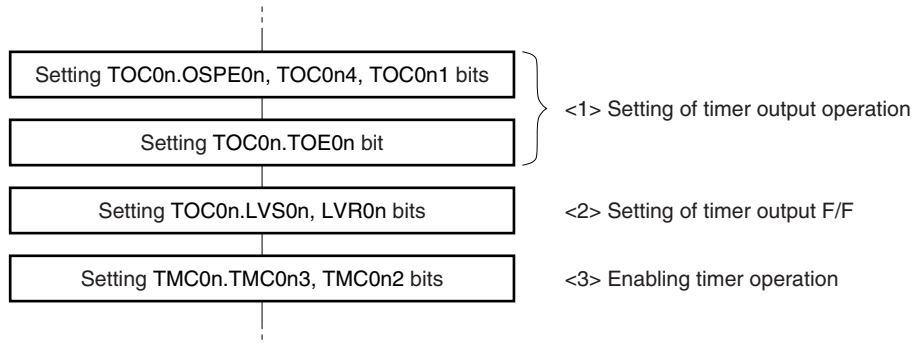 Setting TOC0n.OSPE0n, TOC0n4, TOC0n1 bits
<1> Setting of timer output operation
Setting TOC0n.TOE0n bit
Setting TOC0n.LVS0n, LVR0n bits
<2> Setting of timer output F/F
Setting TMC0n.TMC0n3, TMC0n2 bits
<3> Enabling timer operation